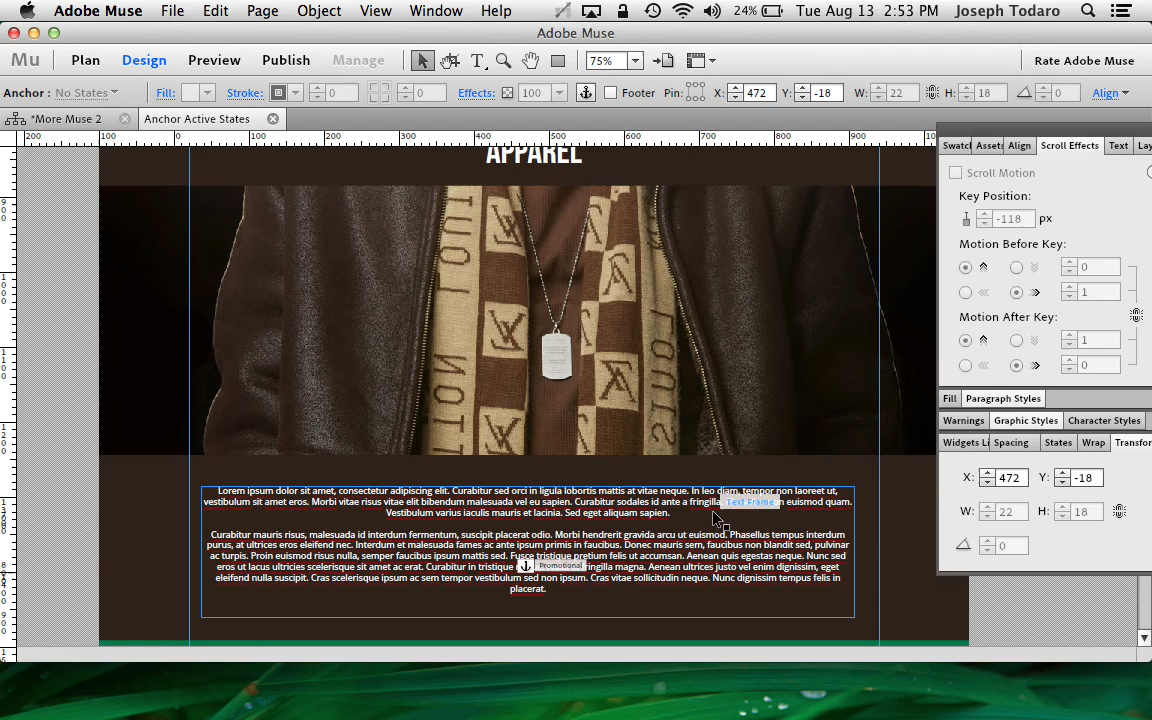 Adobe Muse File Edit Page Object View Window Help 24% Tue Aug 13 2:53 PM Joseph Todaro
Adobe Muse
Mu Plan Design Preview Publish Manage T 75% Rate Adobe Muse
Anchor : No States Fill: Stroke: 0 0 Effects: 100 Footer Pin: X: 472 Y: -18 W: 22 H: 18 0 Align
*More Muse 2 Anchor Active States
200 100 0 100 200 300 400 500 600 700 800 900
APPAREL
Swatch Assets Align Scroll Effects Text Lay
Scroll Motion
Key Position:
-118 px
Motion Before Key:
0
1
Motion After Key:
1
0
Fill Paragraph Styles
Warnings Graphic Styles Character Styles
Widgets Li Spacing States Wrap Transfor
X: 472 Y: -18
W: 22 H: 18
0
Lorem ipsum dolor sit amet, consectetur adipiscing elit. Curabitur sed orci in ligula lobortis mattis at vitae neque. In leo diam, tempor non laoreet ut,
vestibulum sit amet eros. Morbi vitae risus vitae elit bibendum malesuada vel eu sapien. Curabitur sodales id ante a fringilla Text Frame n euismod quam.
Vestibulum varius iaculis mauris et lacinia. Sed eget aliquam sapien.
Curabitur mauris risus, malesuada ut interdum fermentum, suscipit placerat odio. Morbi hendrerit gravida arcu ut euismod. Phasellus tempus interdum
purus, at ultrices eros eleifend nec. Interdum et malesuada fames ac ante ipsum primis in faucibus. Donec mauris sem, faucibus non blandit sed, pulvinar
ac turpis. Proin euismod risus nulla, semper faucibus ipsum mattis sed. Fusce tristique pretium felis ut accumsan. Aenean quis egestas neque. Nunc sed
eros ut lacus ultricies scelerisque sit amet ac erat. Curabitur in tristique Promotional fringilla magna. Aenean ultrices justo vel enim dignissim, eget
eleifend nulla suscipit. Cras scelerisque ipsum ac sem tempor vestibulum sed non ipsum. Cras vitae sollicitudin neque. Nunc dignissim tempus felis in
placerat.